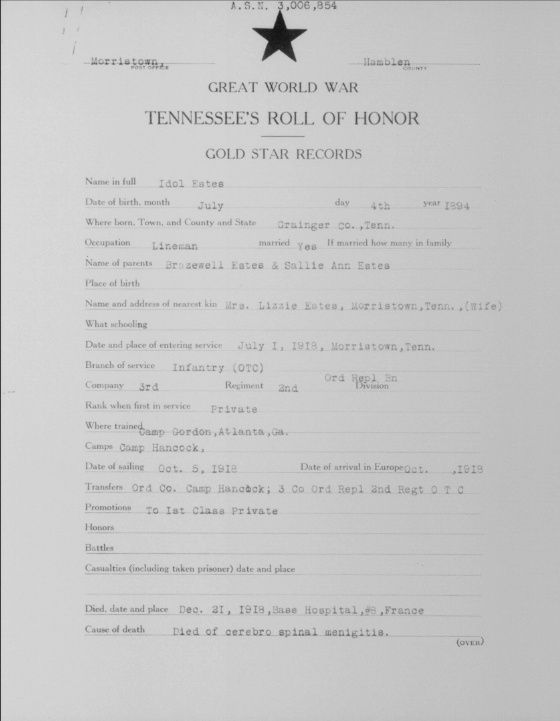 A.S.N. 3,006,854
Morristown, Hamblen
POST OFFICE COUNTY
GREAT WORLD WAR
TENNESSEE'S ROLL OF HONOR
GOLD STAR RECORDS
Name in full Idol Estes
Date of birth, month July day 4th year 1894
Where born, Town, and County and State Grainger Co.,Tenn.
Occupation Lineman married Yes If married how many in family
Name of parents Brazewell Estes & Sallie Ann Estes
Place of birth
Name and address of nearest kin Mrs. Lizzie Estes, Morristown,Tenn.,(Wife)
What schooling
Date and place of entering service July I, I9I8, Morristown,Tenn.
Branch of service Infantry (OTC)
Ord Repl Bn
Company 3rd Regiment 2nd Division
Rank when first in service Private
Where trained Camp Gordon,Atlanta,Ga.
Camps Camp Hancock,
Date of sailing Oct. 5, I9I8 Date of arrival in Europe Oct. ,I9I8
Transfers Ord Co. Camp Hancock; 3 Co Ord Repl 2nd Regt O T C
Promotions To Ist Class Private
Honors
Battles
Casualties (including taken prisoner) date and place
Died, date and place Dec. 2I, I9I8,Base Hospital,#8,France
Cause of death Died of cerebro spinal menigitis.
(OVER)